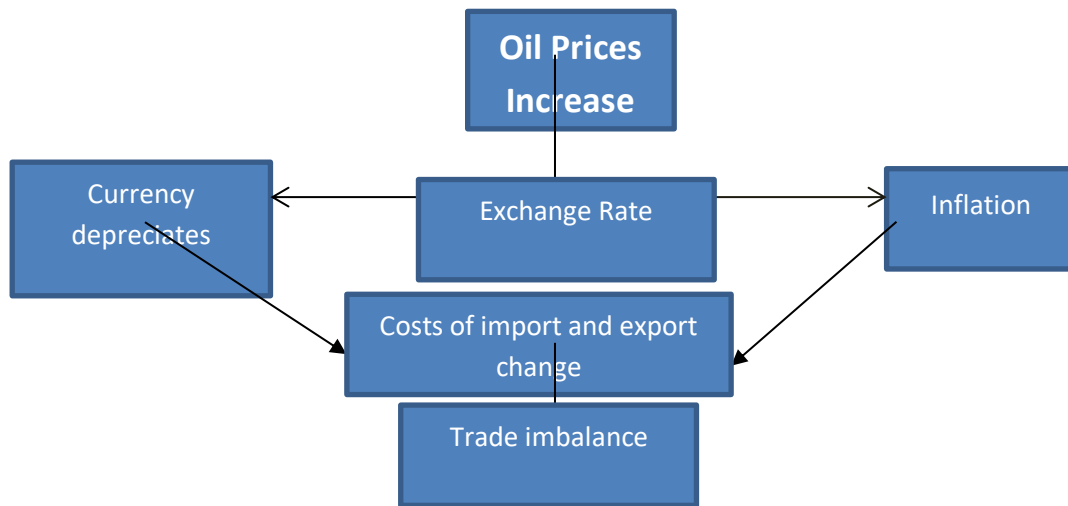 Oil Prices
Increase
Currency
depreciates
Exchange Rate
Inflation
Costs of import and export
change
Trade imbalance